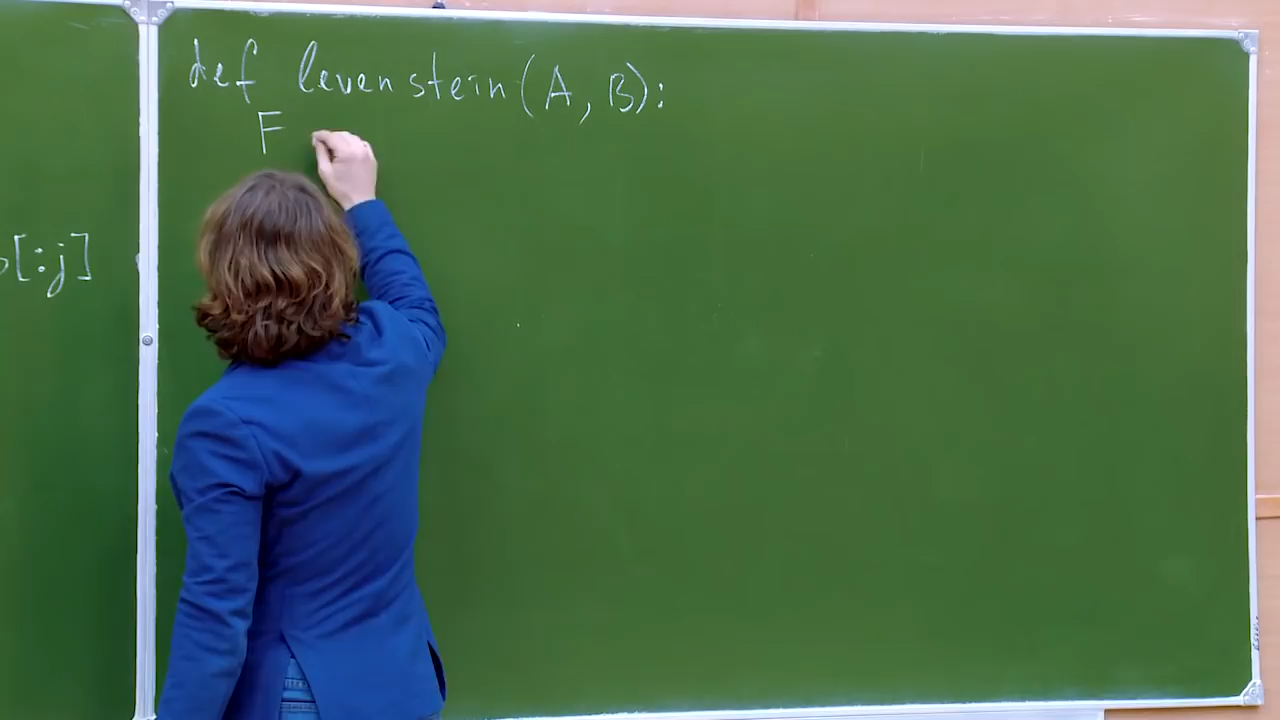 def levenstein(A, B):
F
[:j]